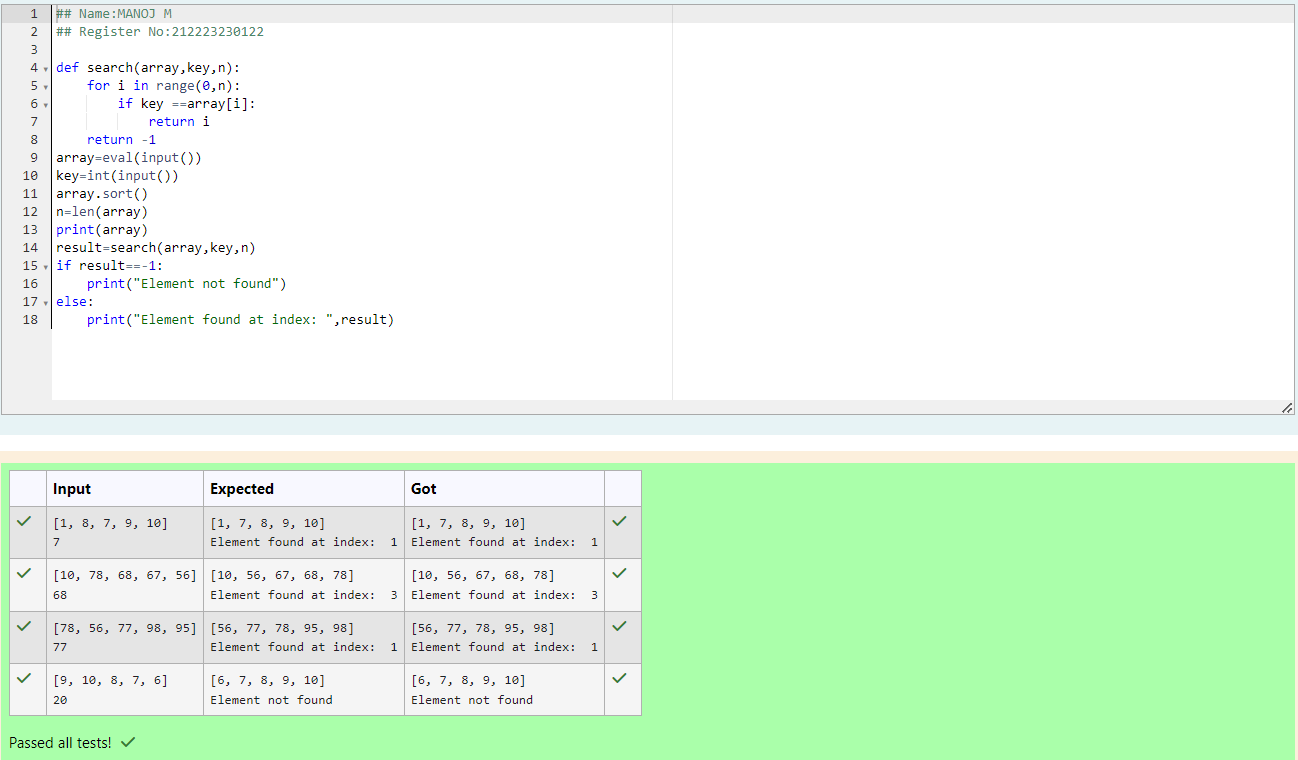 1 ## Name:MANOJ M
2 ## Register No:212223230122
3
4 def search(array,key,n):
5     for i in range(0,n):
6         if key ==array[i]:
7             return i
8     return -1
9 array=eval(input())
10 key=int(input())
11 array.sort()
12 n=len(array)
13 print(array)
14 result=search(array,key,n)
15 if result==-1:
16     print("Element not found")
17 else:
18     print("Element found at index: ",result)
Input Expected Got
[1, 8, 7, 9, 10] [1, 7, 8, 9, 10] [1, 7, 8, 9, 10]
7 Element found at index:  1 Element found at index:  1
[10, 78, 68, 67, 56] [10, 56, 67, 68, 78] [10, 56, 67, 68, 78]
68 Element found at index:  3 Element found at index:  3
[78, 56, 77, 98, 95] [56, 77, 78, 95, 98] [56, 77, 78, 95, 98]
77 Element found at index:  1 Element found at index:  1
[9, 10, 8, 7, 6] [6, 7, 8, 9, 10] [6, 7, 8, 9, 10]
20 Element not found Element not found
Passed all tests!